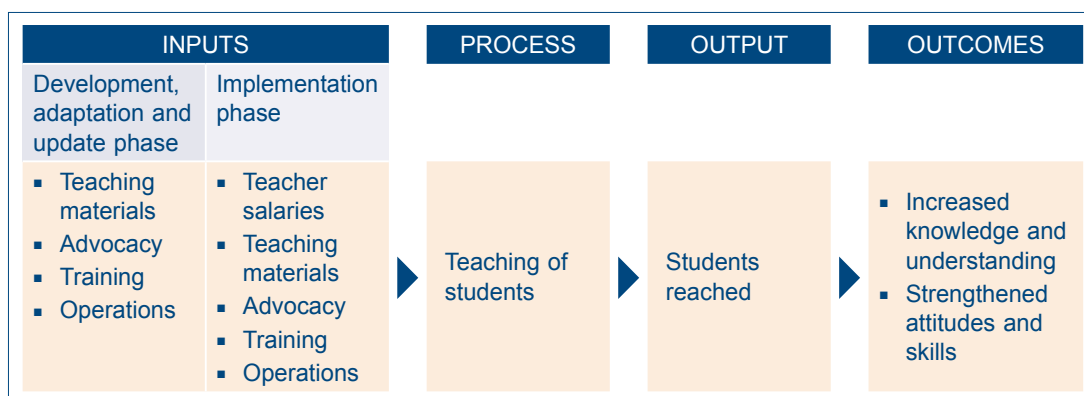 INPUTS
PROCESS
OUTPUT
OUTCOMES
Development,
adaptation and
update phase
Implementation
phase
▪ Teaching
materials
▪ Advocacy
▪ Training
▪ Operations
▪ Teacher
salaries
▪ Teaching
materials
▪ Advocacy
▪ Training
▪ Operations
Teaching of
students
Students
reached
▪ Increased
knowledge and
understanding
▪ Strengthened
attitudes and
skills